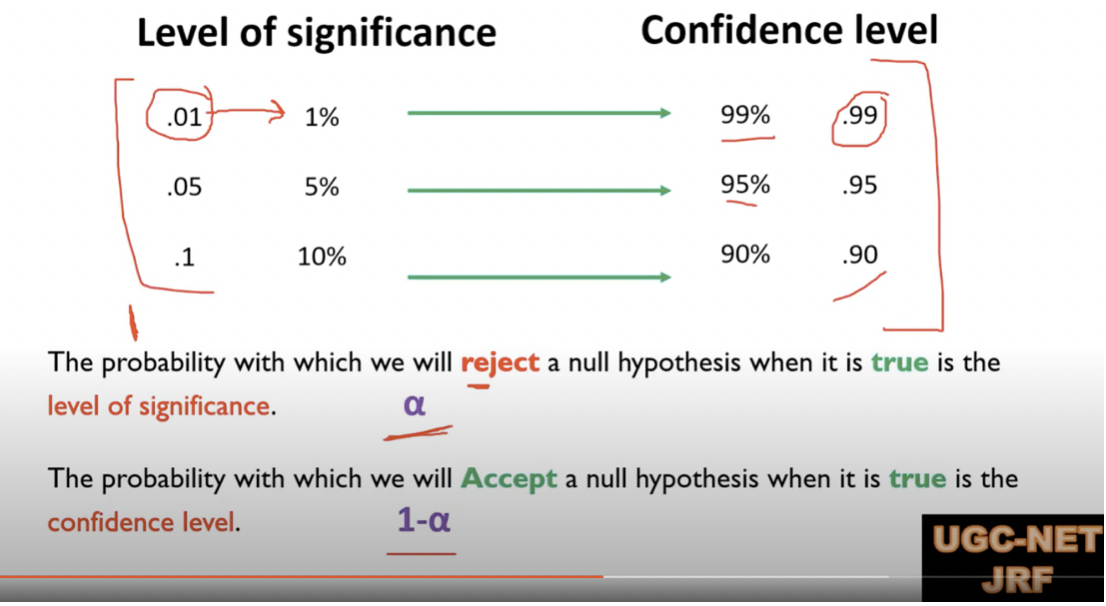 Level of significance Confidence level
.01 1% 99% .99
.05 5% 95% .95
.1 10% 90% .90
The probability with which we will reject a null hypothesis when it is true is the
level of significance. α
The probability with which we will Accept a null hypothesis when it is true is the
confidence level. 1-α
UGC-NET
JRF